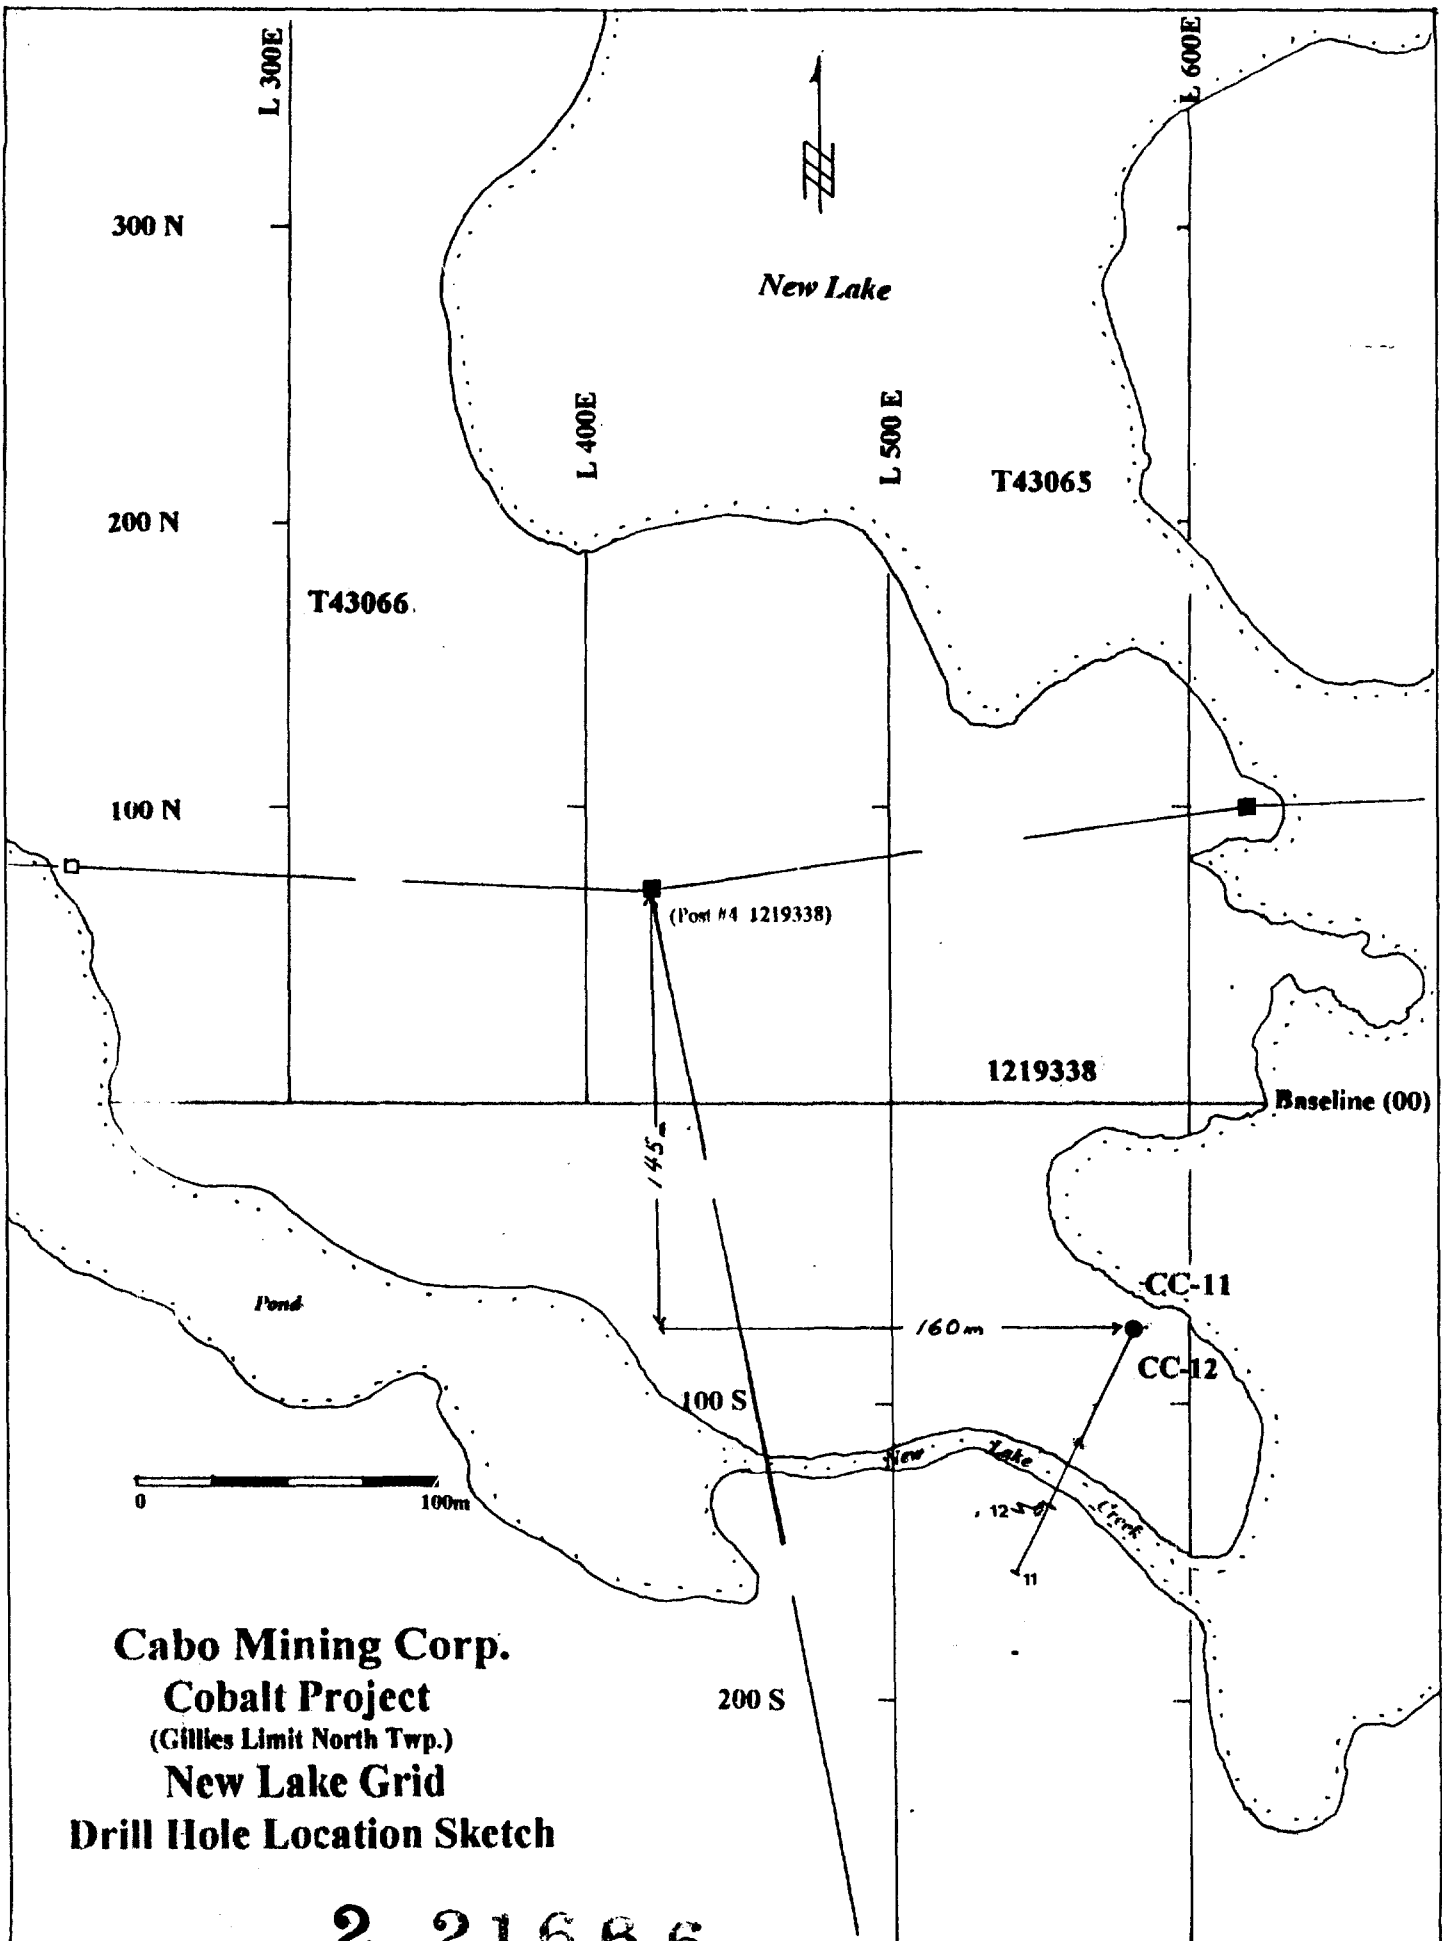 L 300E
L 600E
300 N
New Lake
L 400E
L 500 E
T43065
200 N
T43066
100 N
(Post #4 1219338)
1219338
Baseline (00)
145m
CC-11
Pond
160m
CC-12
100 S
New Lake Creek
0 100m
12
11
Cabo Mining Corp.
Cobalt Project
(Gillies Limit North Twp.)
200 S
New Lake Grid
Drill Hole Location Sketch
2 21686